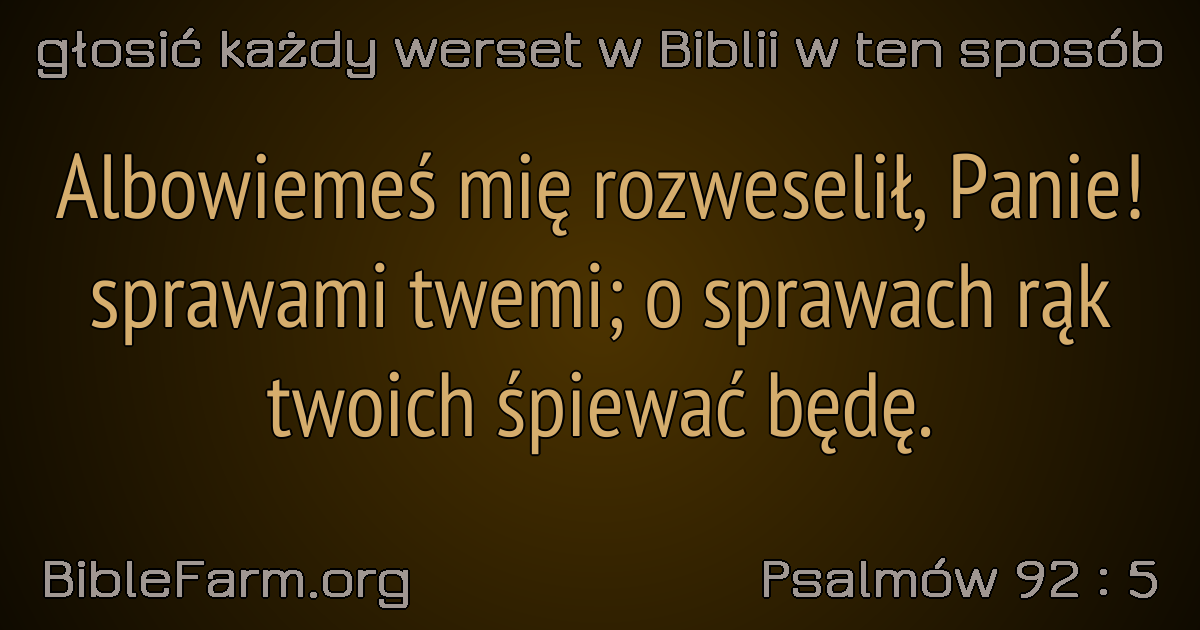 głosić każdy werset w Biblii w ten sposób
Albowiemeś mię rozweselił, Panie!
sprawami twemi; o sprawach rąk
twoich śpiewać będę.
BibleFarm.org
Psalmów 92 : 5